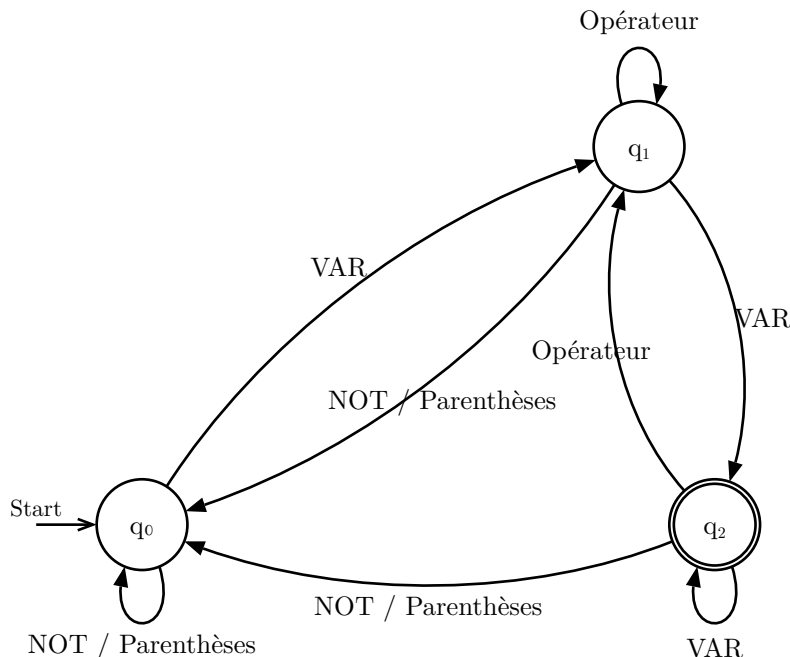 Opérateur
q₁
VAR
VAR
Opérateur
NOT / Parenthèses
Start
q₀
q₂
NOT / Parenthèses
NOT / Parenthèses
VAR